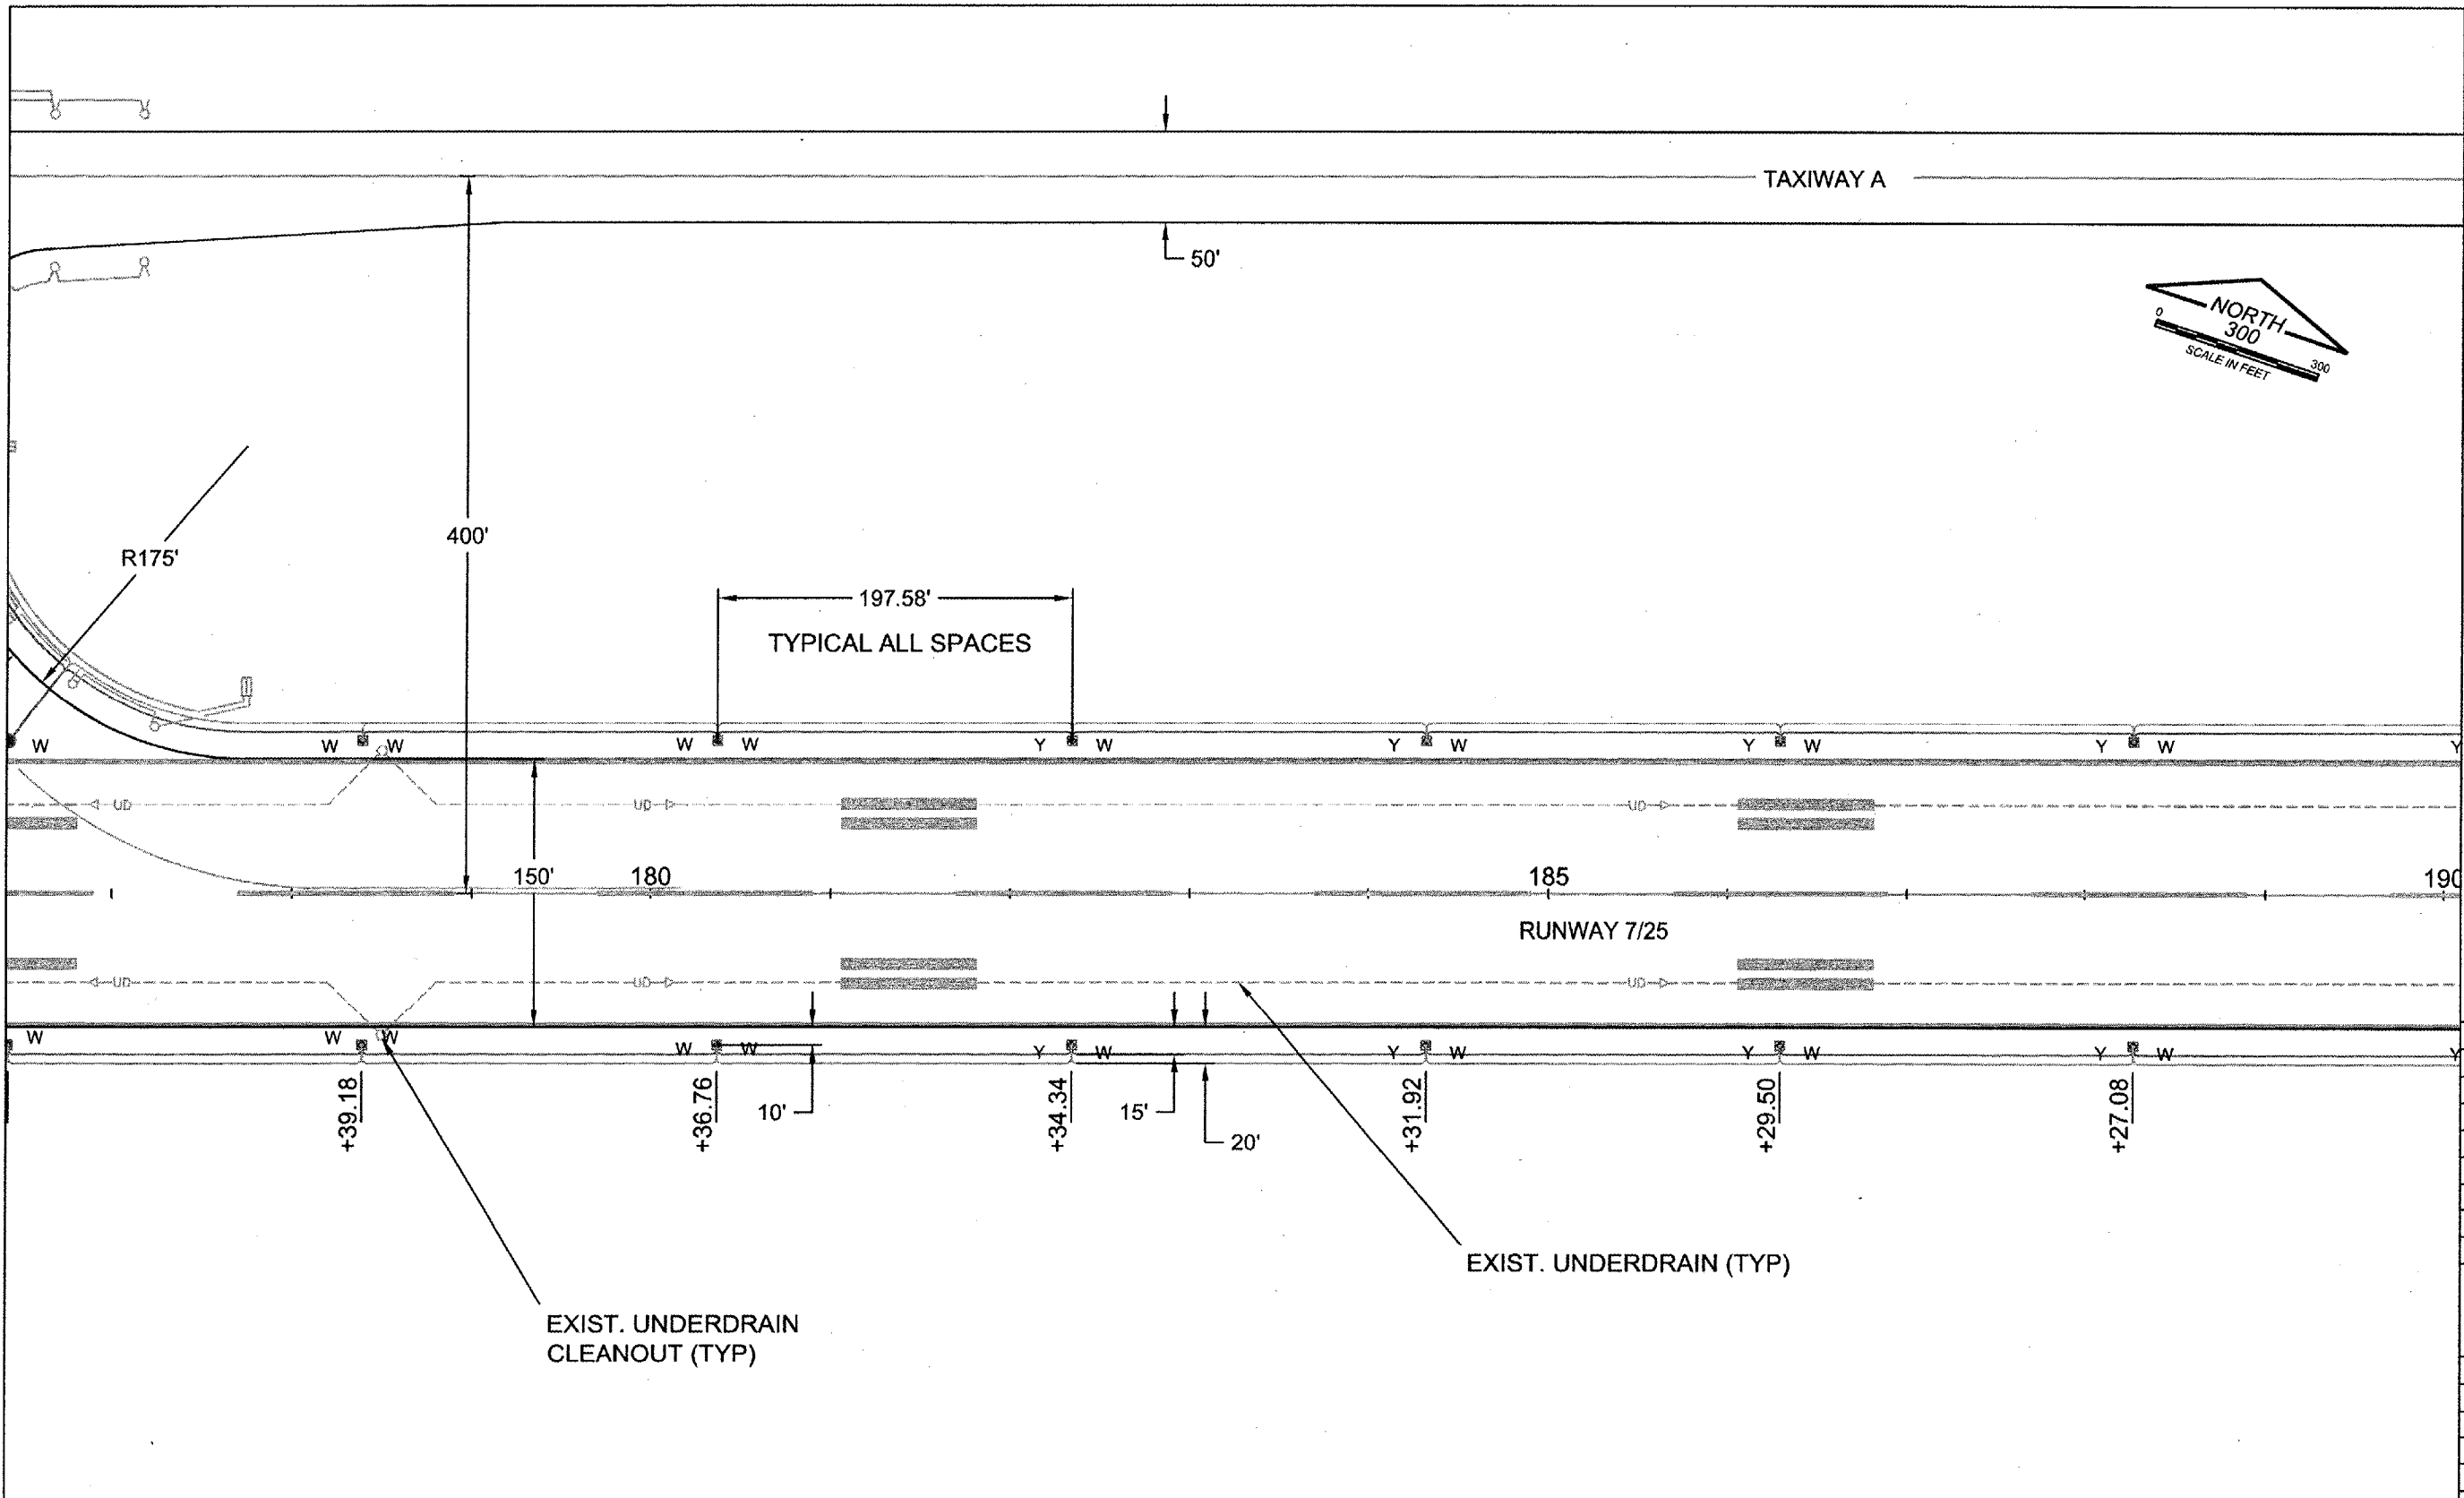 TAXIWAY A
50'
NORTH
0
300
300
SCALE IN FEET
400'
R175'
197.58'
TYPICAL ALL SPACES
W W W W W Y W Y W Y W Y W Y
UD UD UD
150' 180 185 190
RUNWAY 7/25
UD UD UD
W W W W W Y W Y W Y W Y W Y
+39.18 +36.76 +34.34 +31.92 +29.50 +27.08
10' 15'
20'
EXIST. UNDERDRAIN (TYP)
EXIST. UNDERDRAIN
CLEANOUT (TYP)